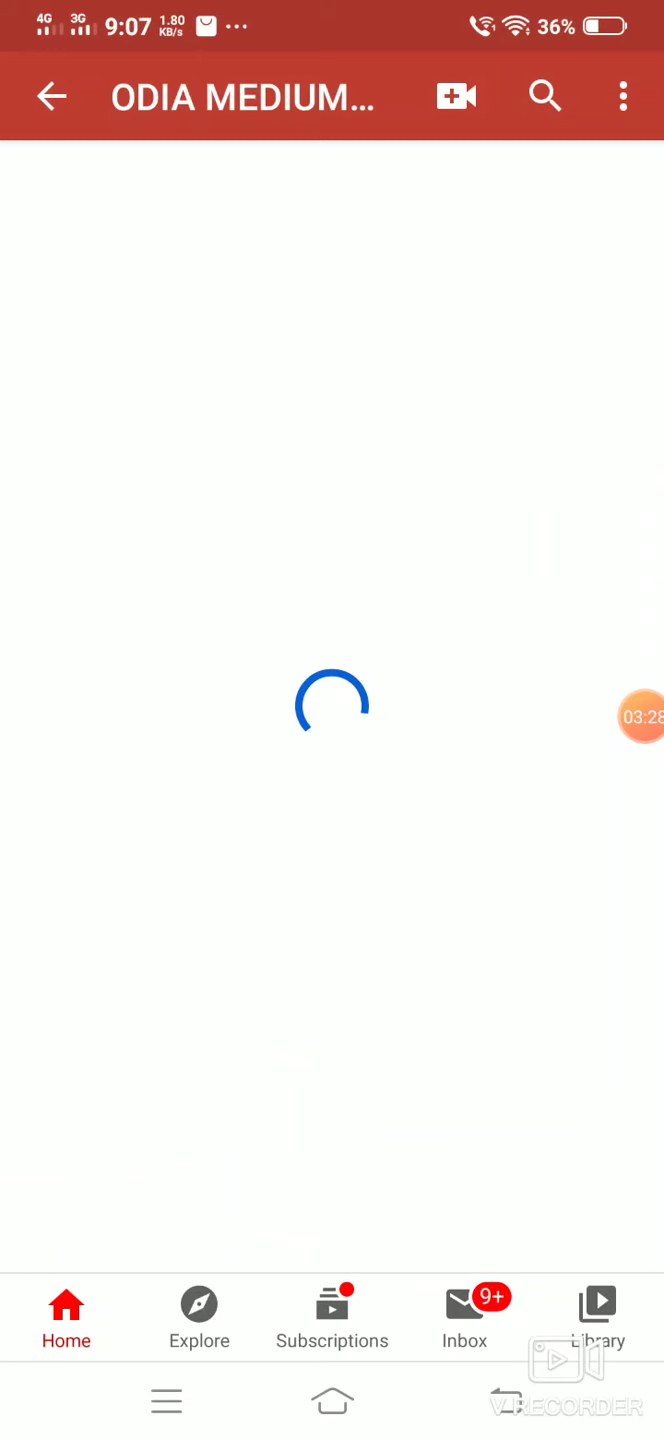 4G 3G 9:07 1.80 KB/s ... 36%
ODIA MEDIUM...
03:28
9+
Home Explore Subscriptions Inbox Library
V RECORDER